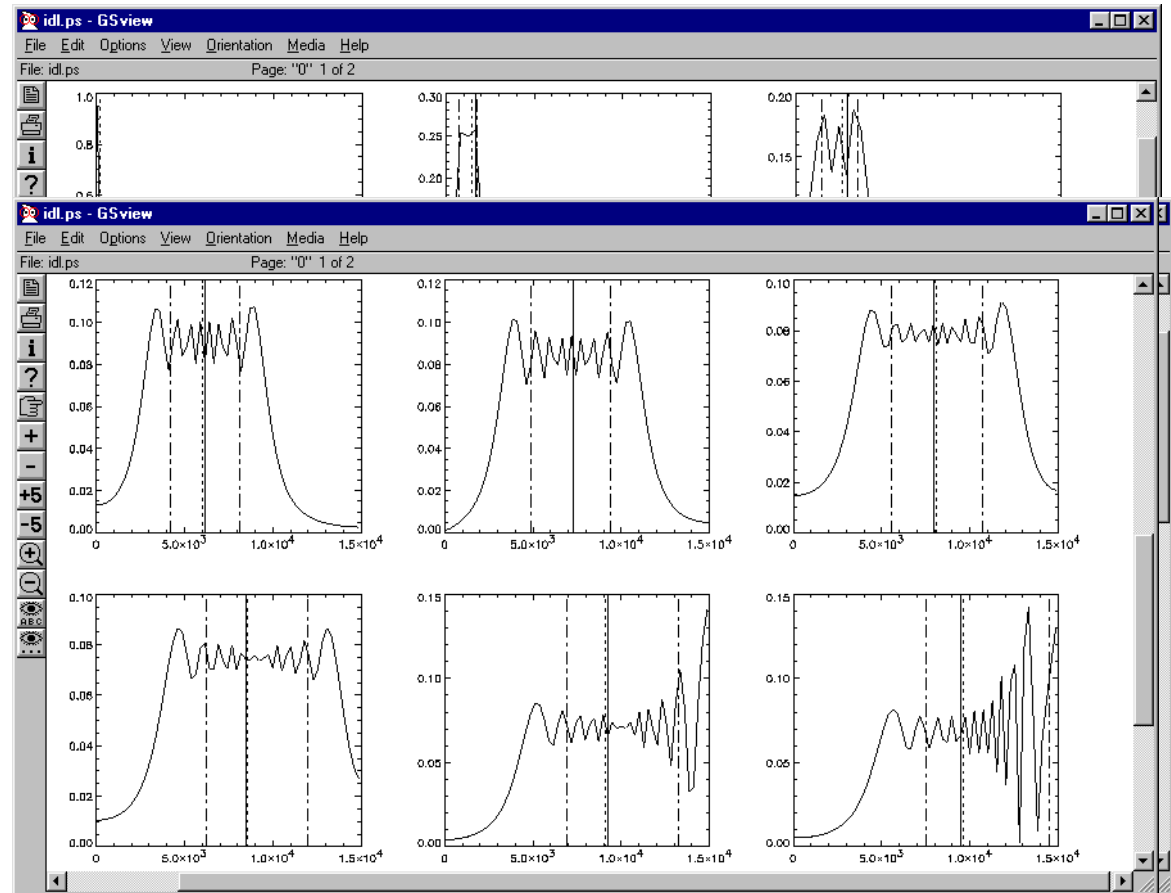 idl.ps - GSview
File Edit Options View Orientation Media Help
File: idl.ps Page: "0" 1 of 2
1.0 0.30 0.20
0.8 0.25 0.15
0.6 0.20
i
?
idl.ps - GSview
File Edit Options View Orientation Media Help
File: idl.ps Page: "0" 1 of 2
0.12 0.12 0.10
0.10 0.10 0.08
0.08 0.08 0.06
0.06 0.06 0.04
0.04 0.04 0.02
0.02 0.02 0.00
0.00 0.00
0 5.0×10³ 1.0×10⁴ 1.5×10⁴ 0 5.0×10³ 1.0×10⁴ 1.5×10⁴ 0 5.0×10³ 1.0×10⁴ 1.5×10⁴
i
?
+
-
+5
-5
ABC
0.10 0.15 0.15
0.08 0.10 0.10
0.06 0.05 0.05
0.04 0.00 0.00
0.02
0.00
0 5.0×10³ 1.0×10⁴ 1.5×10⁴ 0 5.0×10³ 1.0×10⁴ 1.5×10⁴ 0 5.0×10³ 1.0×10⁴ 1.5×10⁴